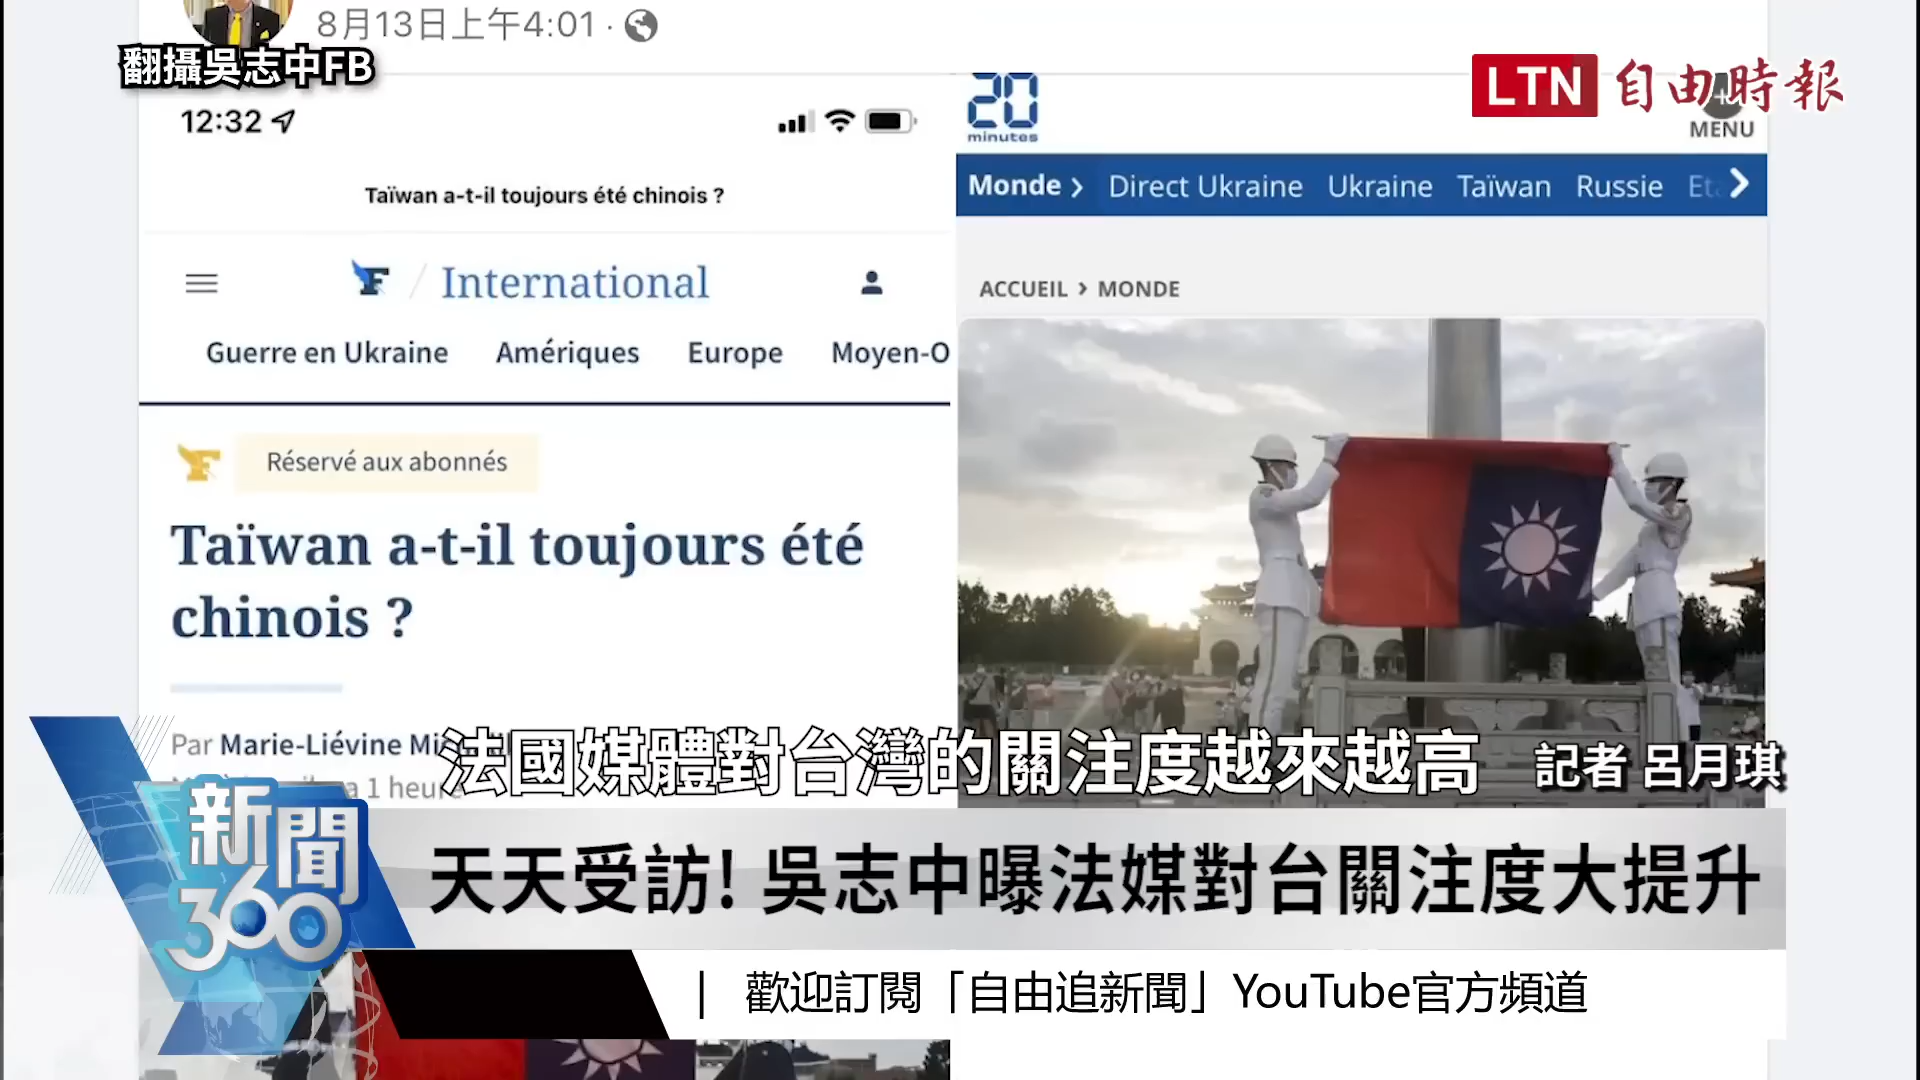 8月13日上午4:01 ·
翻攝吳志中FB
LTN 自由時報
12:32
Taïwan a-t-il toujours été chinois ?
International
Guerre en Ukraine Amériques Europe Moyen-O
Réservé aux abonnés
Taïwan a-t-il toujours été
chinois ?
Par Marie-Liévine
a 1 heure
20
minutes
MENU
Monde > Direct Ukraine Ukraine Taïwan Russie
ACCUEIL > MONDE
法國媒體對台灣的關注度越來越高
記者 呂月琪
新聞
360
天天受訪! 吳志中曝法媒對台關注度大提升
| 歡迎訂閱「自由追新聞」YouTube官方頻道